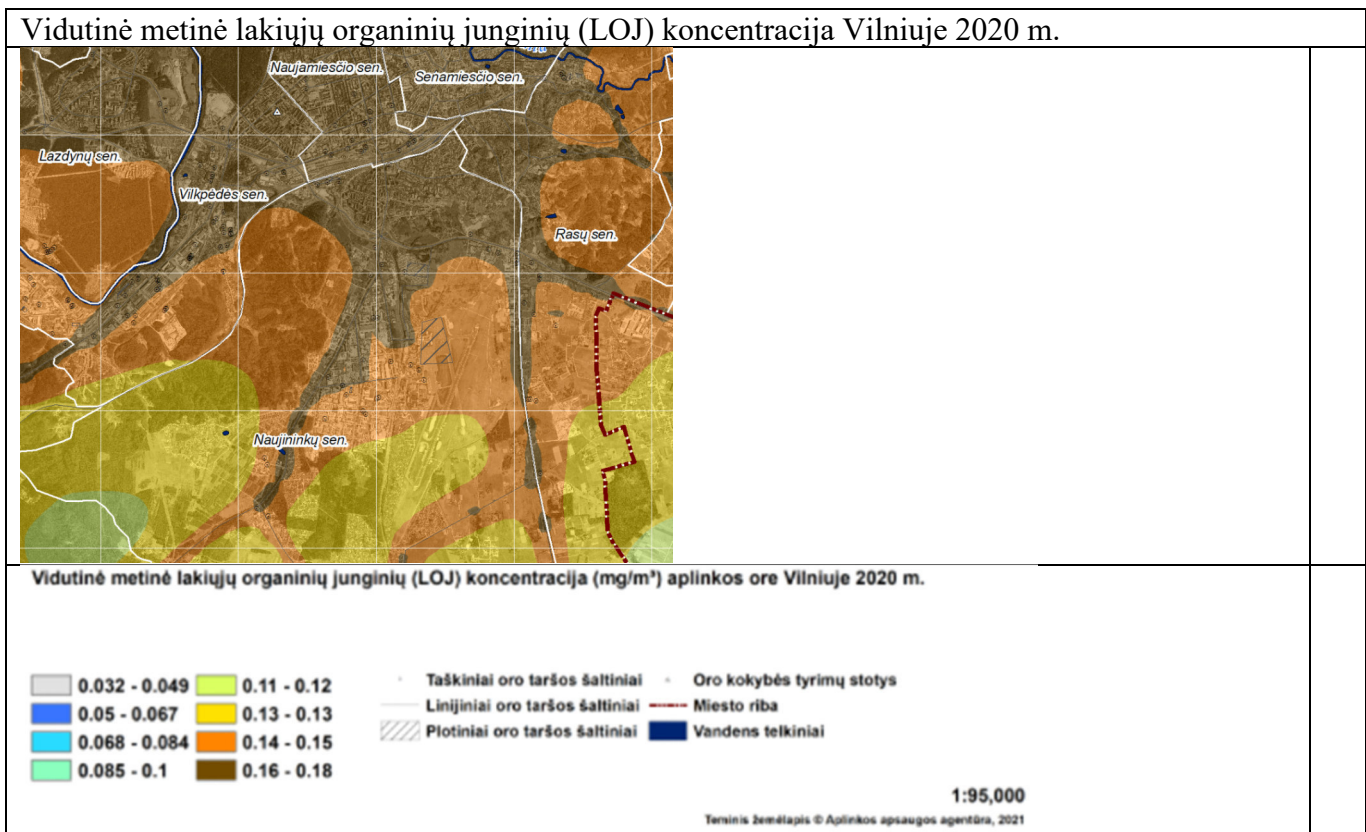 Vidutinė metinė lakiųjų organinių junginių (LOJ) koncentracija Vilniuje 2020 m.
Naujamiesčio sen.
Senamiesčio sen.
Lazdynų sen.
Vilkpėdės sen.
Rasų sen.
Naujininkų sen.
Vidutinė metinė lakiųjų organinių junginių (LOJ) koncentracija (mg/m³) aplinkos ore Vilniuje 2020 m.
0.032 - 0.049
0.11 - 0.12
Taškiniai oro taršos šaltiniai
Oro kokybės tyrimų stotys
0.05 - 0.067
0.13 - 0.13
Linijiniai oro taršos šaltiniai
Miesto riba
0.068 - 0.084
0.14 - 0.15
Plotiniai oro taršos šaltiniai
Vandens telkiniai
0.085 - 0.1
0.16 - 0.18
1:95,000
Teminis žemėlapis © Aplinkos apsaugos agentūra, 2021